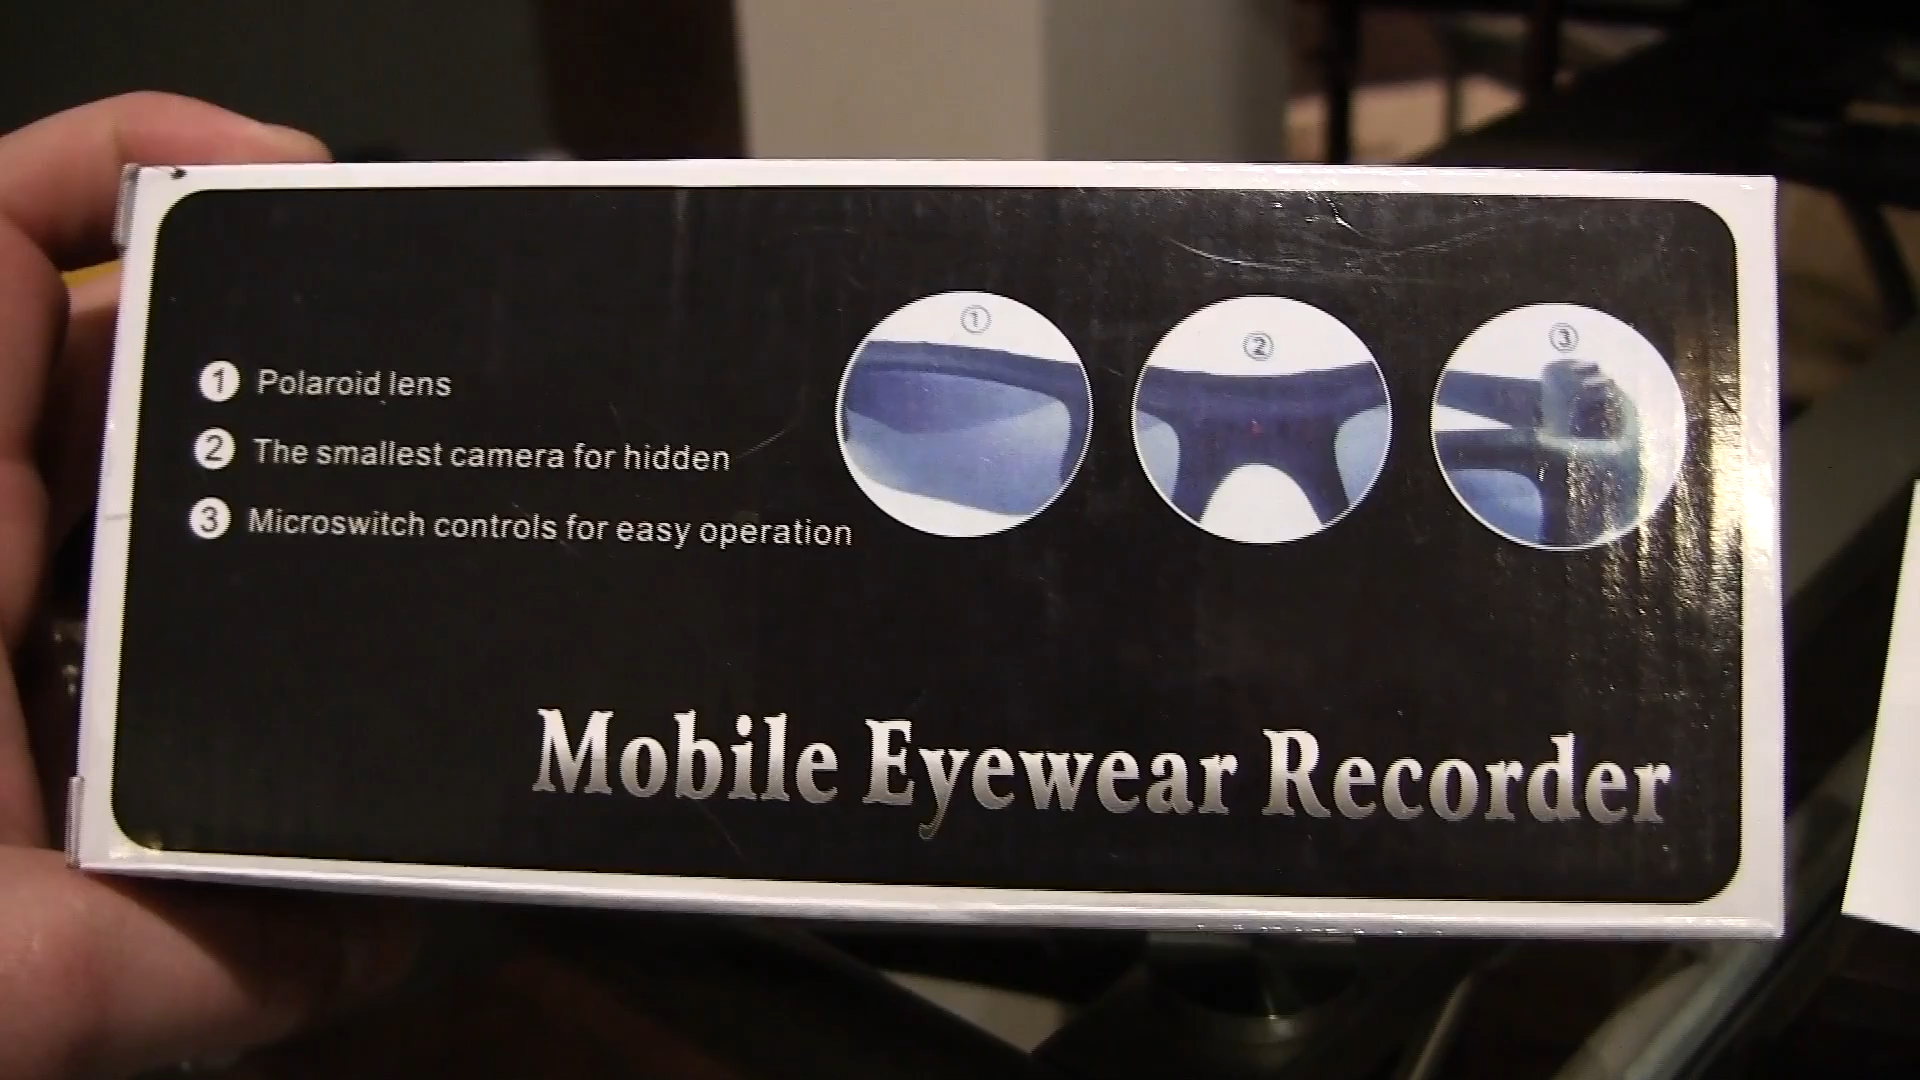 1 Polaroid lens
2 The smallest camera for hidden
3 Microswitch controls for easy operation
1
2
3
Mobile Eyewear Recorder